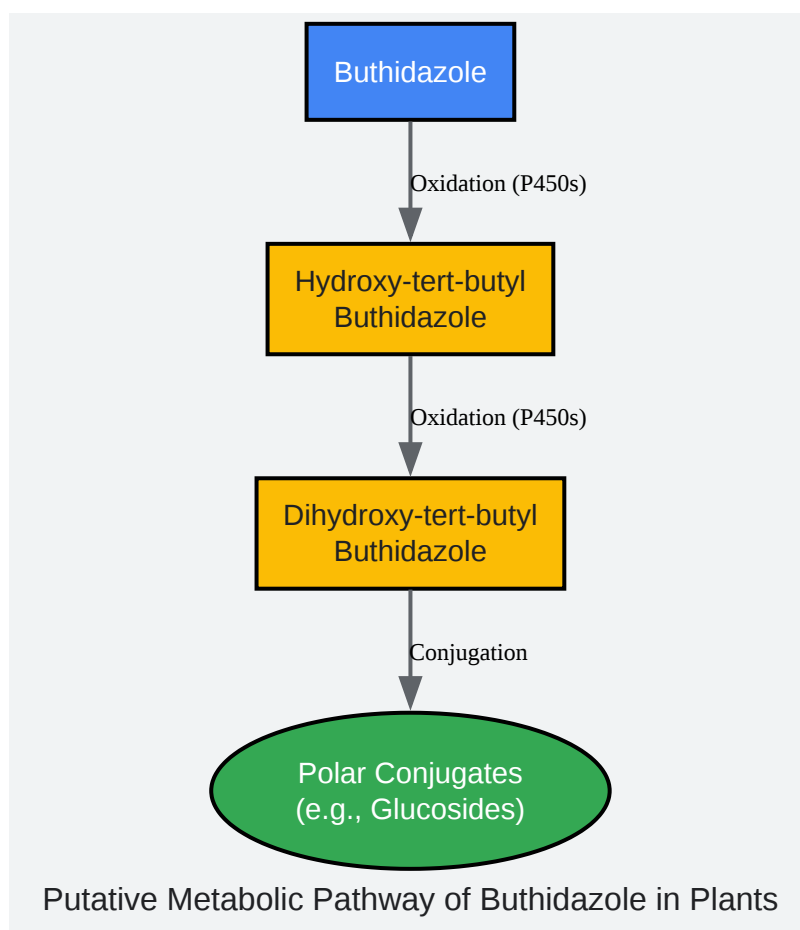 Buthidazole
Oxidation (P450s)
Hydroxy-tert-butyl
Buthidazole
Oxidation (P450s)
Dihydroxy-tert-butyl
Buthidazole
Conjugation
Polar Conjugates
(e.g., Glucosides)
Putative Metabolic Pathway of Buthidazole in Plants